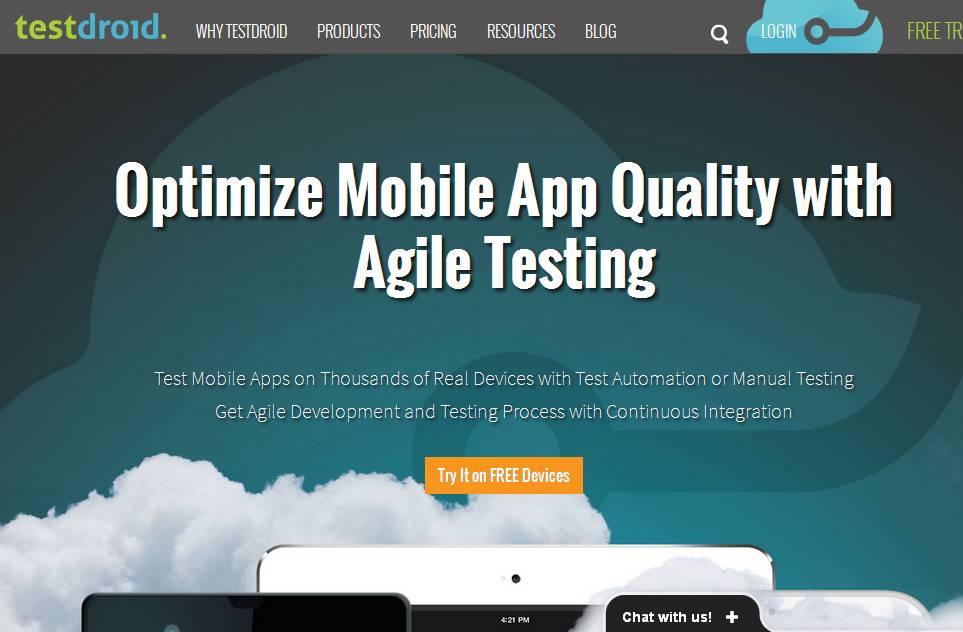 testdroid.
WHY TESTDROID PRODUCTS PRICING RESOURCES BLOG LOGIN FREE TR
Optimize Mobile App Quality with
Agile Testing
Test Mobile Apps on Thousands of Real Devices with Test Automation or Manual Testing
Get Agile Development and Testing Process with Continuous Integration
Try It on FREE Devices
4:21 PM
Chat with us! +